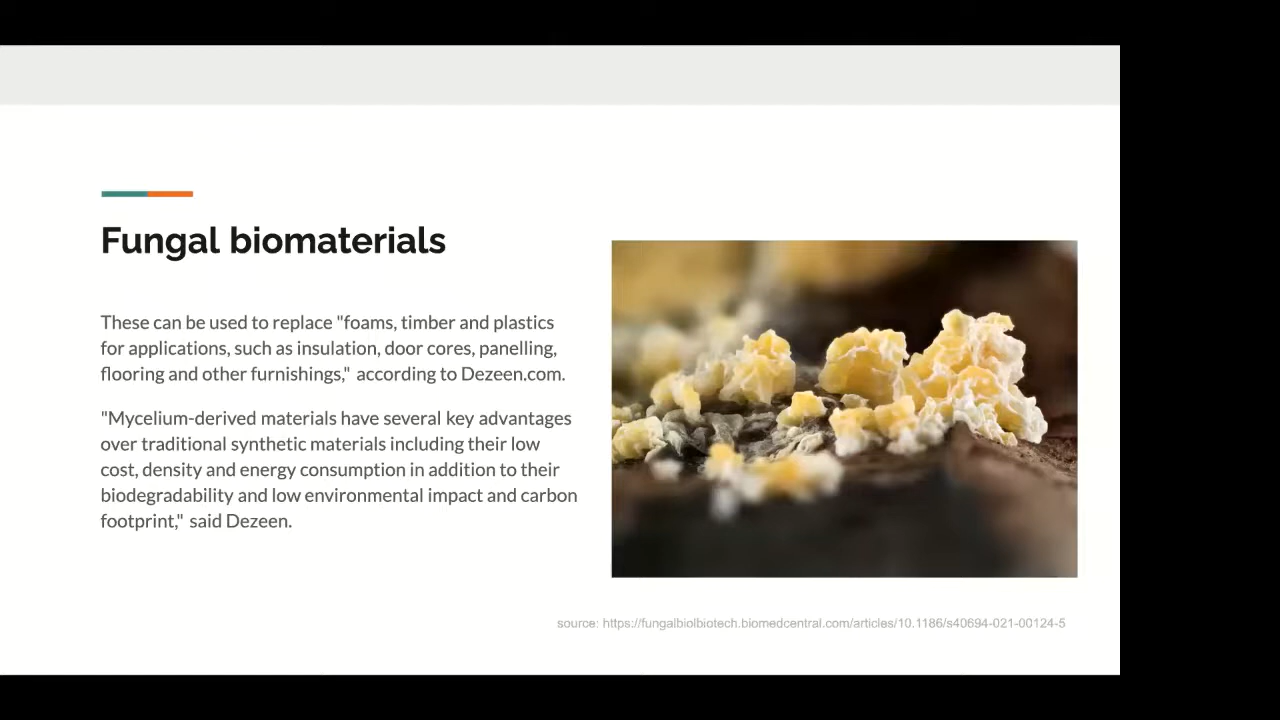 Fungal biomaterials
These can be used to replace "foams, timber and plastics
for applications, such as insulation, door cores, panelling,
flooring and other furnishings," according to Dezeen.com.
"Mycelium-derived materials have several key advantages
over traditional synthetic materials including their low
cost, density and energy consumption in addition to their
biodegradability and low environmental impact and carbon
footprint," said Dezeen.
source: https://fungalbiolbiotech.biomedcentral.com/articles/10.1186/s40694-021-00124-5